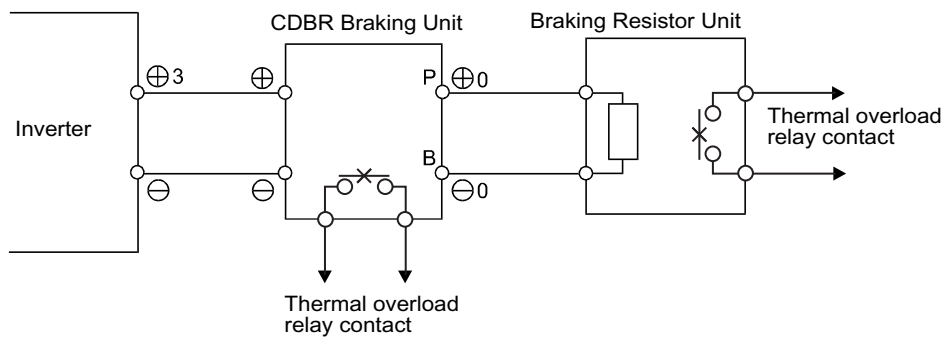 CDBR Braking Unit
Braking Resistor Unit
⊕3
⊕
P
⊕0
Inverter
Thermal overload
relay contact
B
⊖
⊖
⊖0
Thermal overload
relay contact